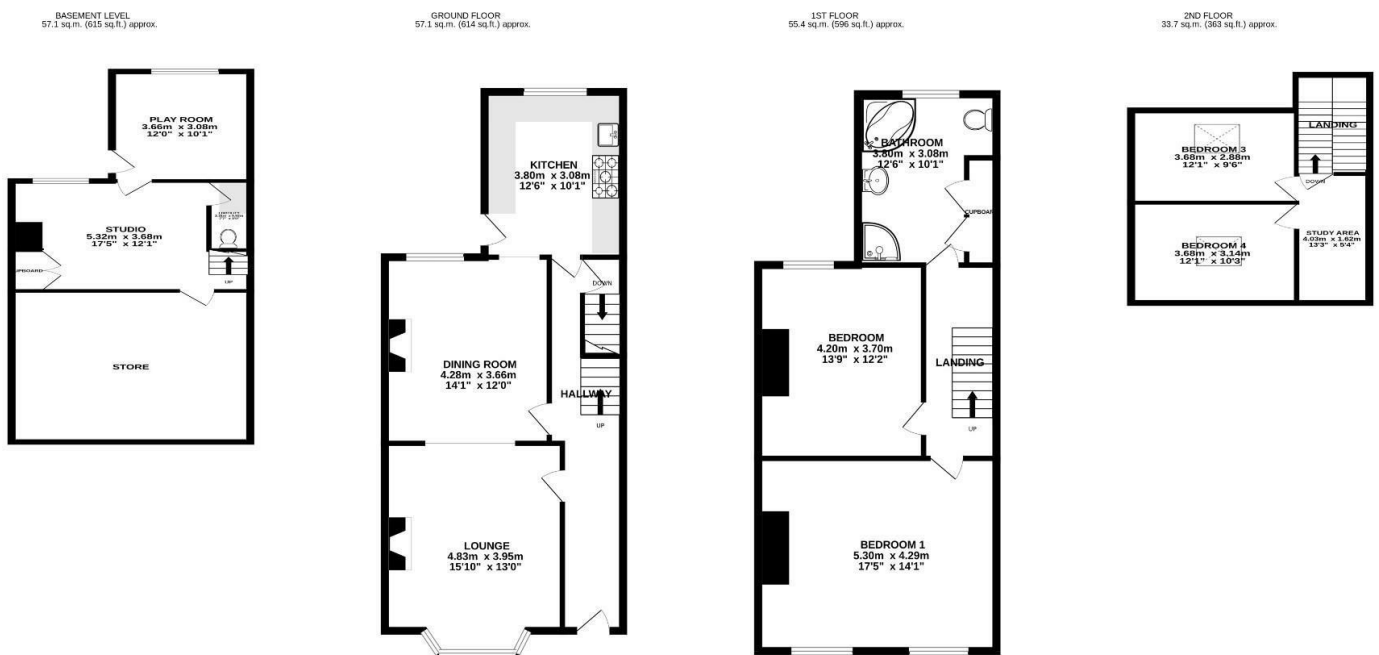 BASEMENT LEVEL
57.1 sq.m. (615 sq.ft.) approx.
PLAY ROOM
3.66m x 3.08m
12'0" x 10'1"
STUDIO
5.32m x 3.68m
17'5" x 12'1"
UPBOARD
UP
STORE
GROUND FLOOR
57.1 sq.m. (614 sq.ft.) approx.
KITCHEN
3.80m x 3.08m
12'6" x 10'1"
DOWN
DINING ROOM
4.28m x 3.66m
14'1" x 12'0"
HALLWAY
UP
LOUNGE
4.83m x 3.95m
15'10" x 13'0"
1ST FLOOR
55.4 sq.m. (596 sq.ft.) approx.
BATHROOM
3.80m x 3.08m
12'6" x 10'1"
CUPBOARD
BEDROOM
4.20m x 3.70m
13'9" x 12'2"
LANDING
UP
BEDROOM 1
5.30m x 4.29m
17'5" x 14'1"
2ND FLOOR
33.7 sq.m. (363 sq.ft.) approx.
LANDING
BEDROOM 3
3.68m x 2.88m
12'1" x 9'6"
DOWN
STUDY AREA
4.03m x 1.62m
13'3" x 5'4"
BEDROOM 4
3.68m x 3.14m
12'1" x 10'3"